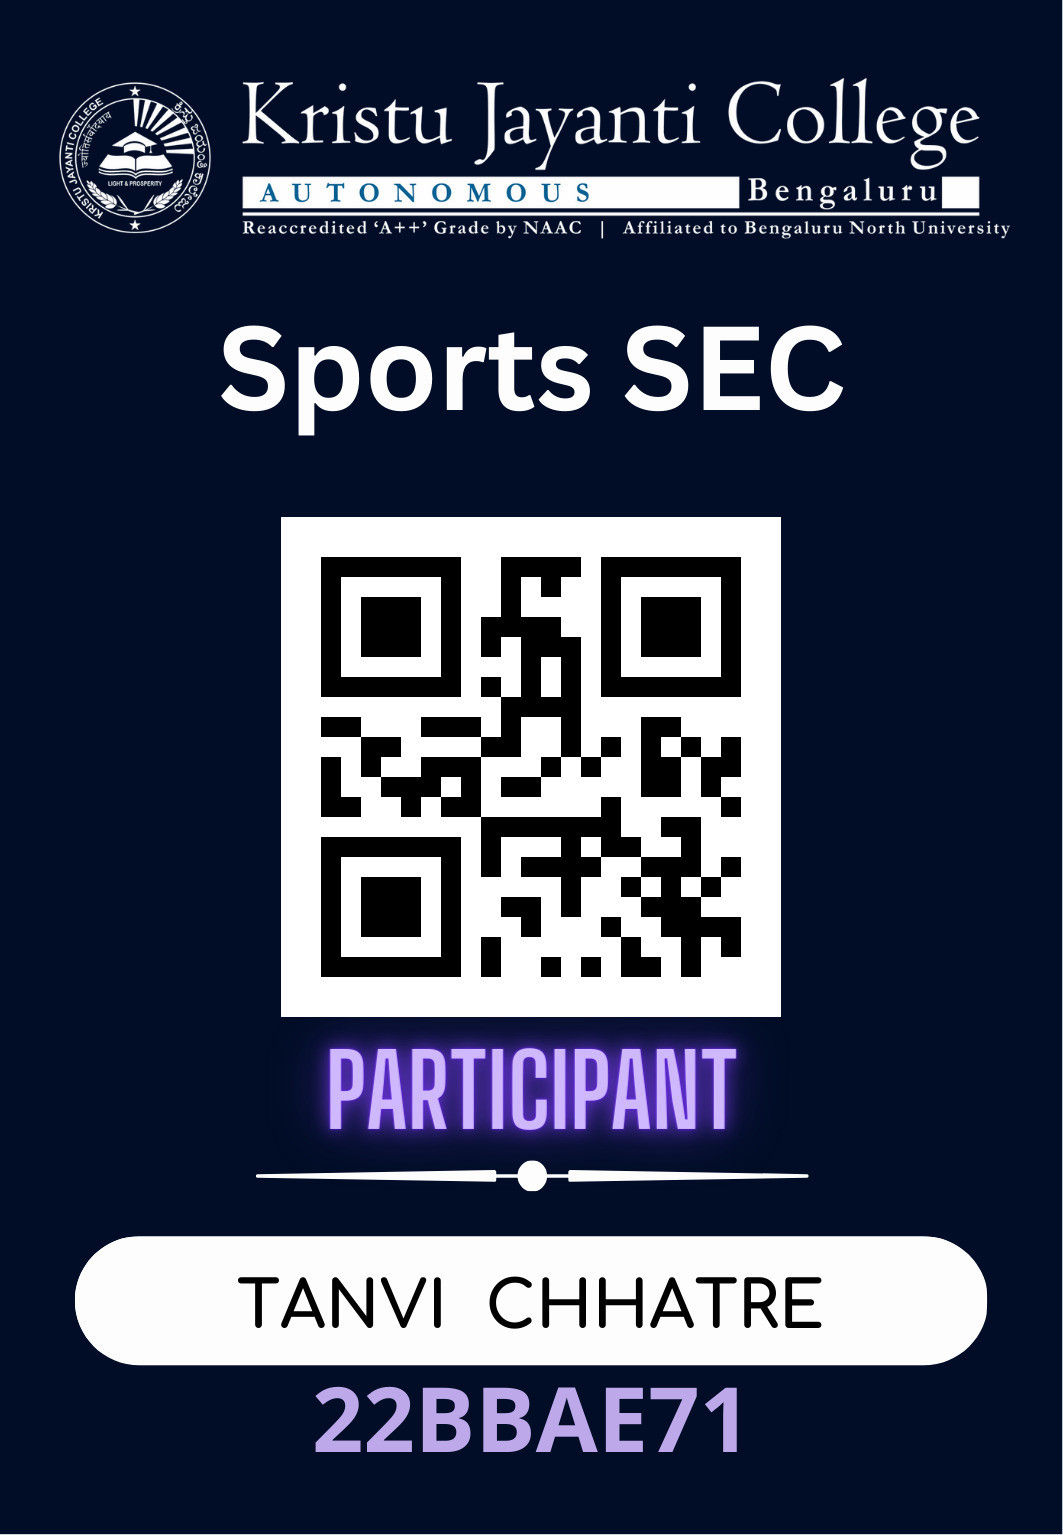 KRISTU JAYANTI COLLEGE
ಕ್ರಿಸ್ತು ಜಯಂತಿ ಕಾಲೇಜು
LIGHT & PROSPERITY
Kristu Jayanti College
AUTONOMOUS Bengaluru
Reaccredited ‘A++’ Grade by NAAC | Affiliated to Bengaluru North University
Sports SEC
PARTICIPANT
TANVI CHHATRE
22BBAE71